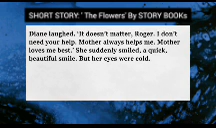 SHORT STORY: ' The Flowers' By STORY BOOKs
Diane laughed. 'It doesn't matter, Roger. I don't
need your help. Mother always helps me. Mother
loves me best.' She suddenly smiled, a quick,
beautiful smile. But her eyes were cold.